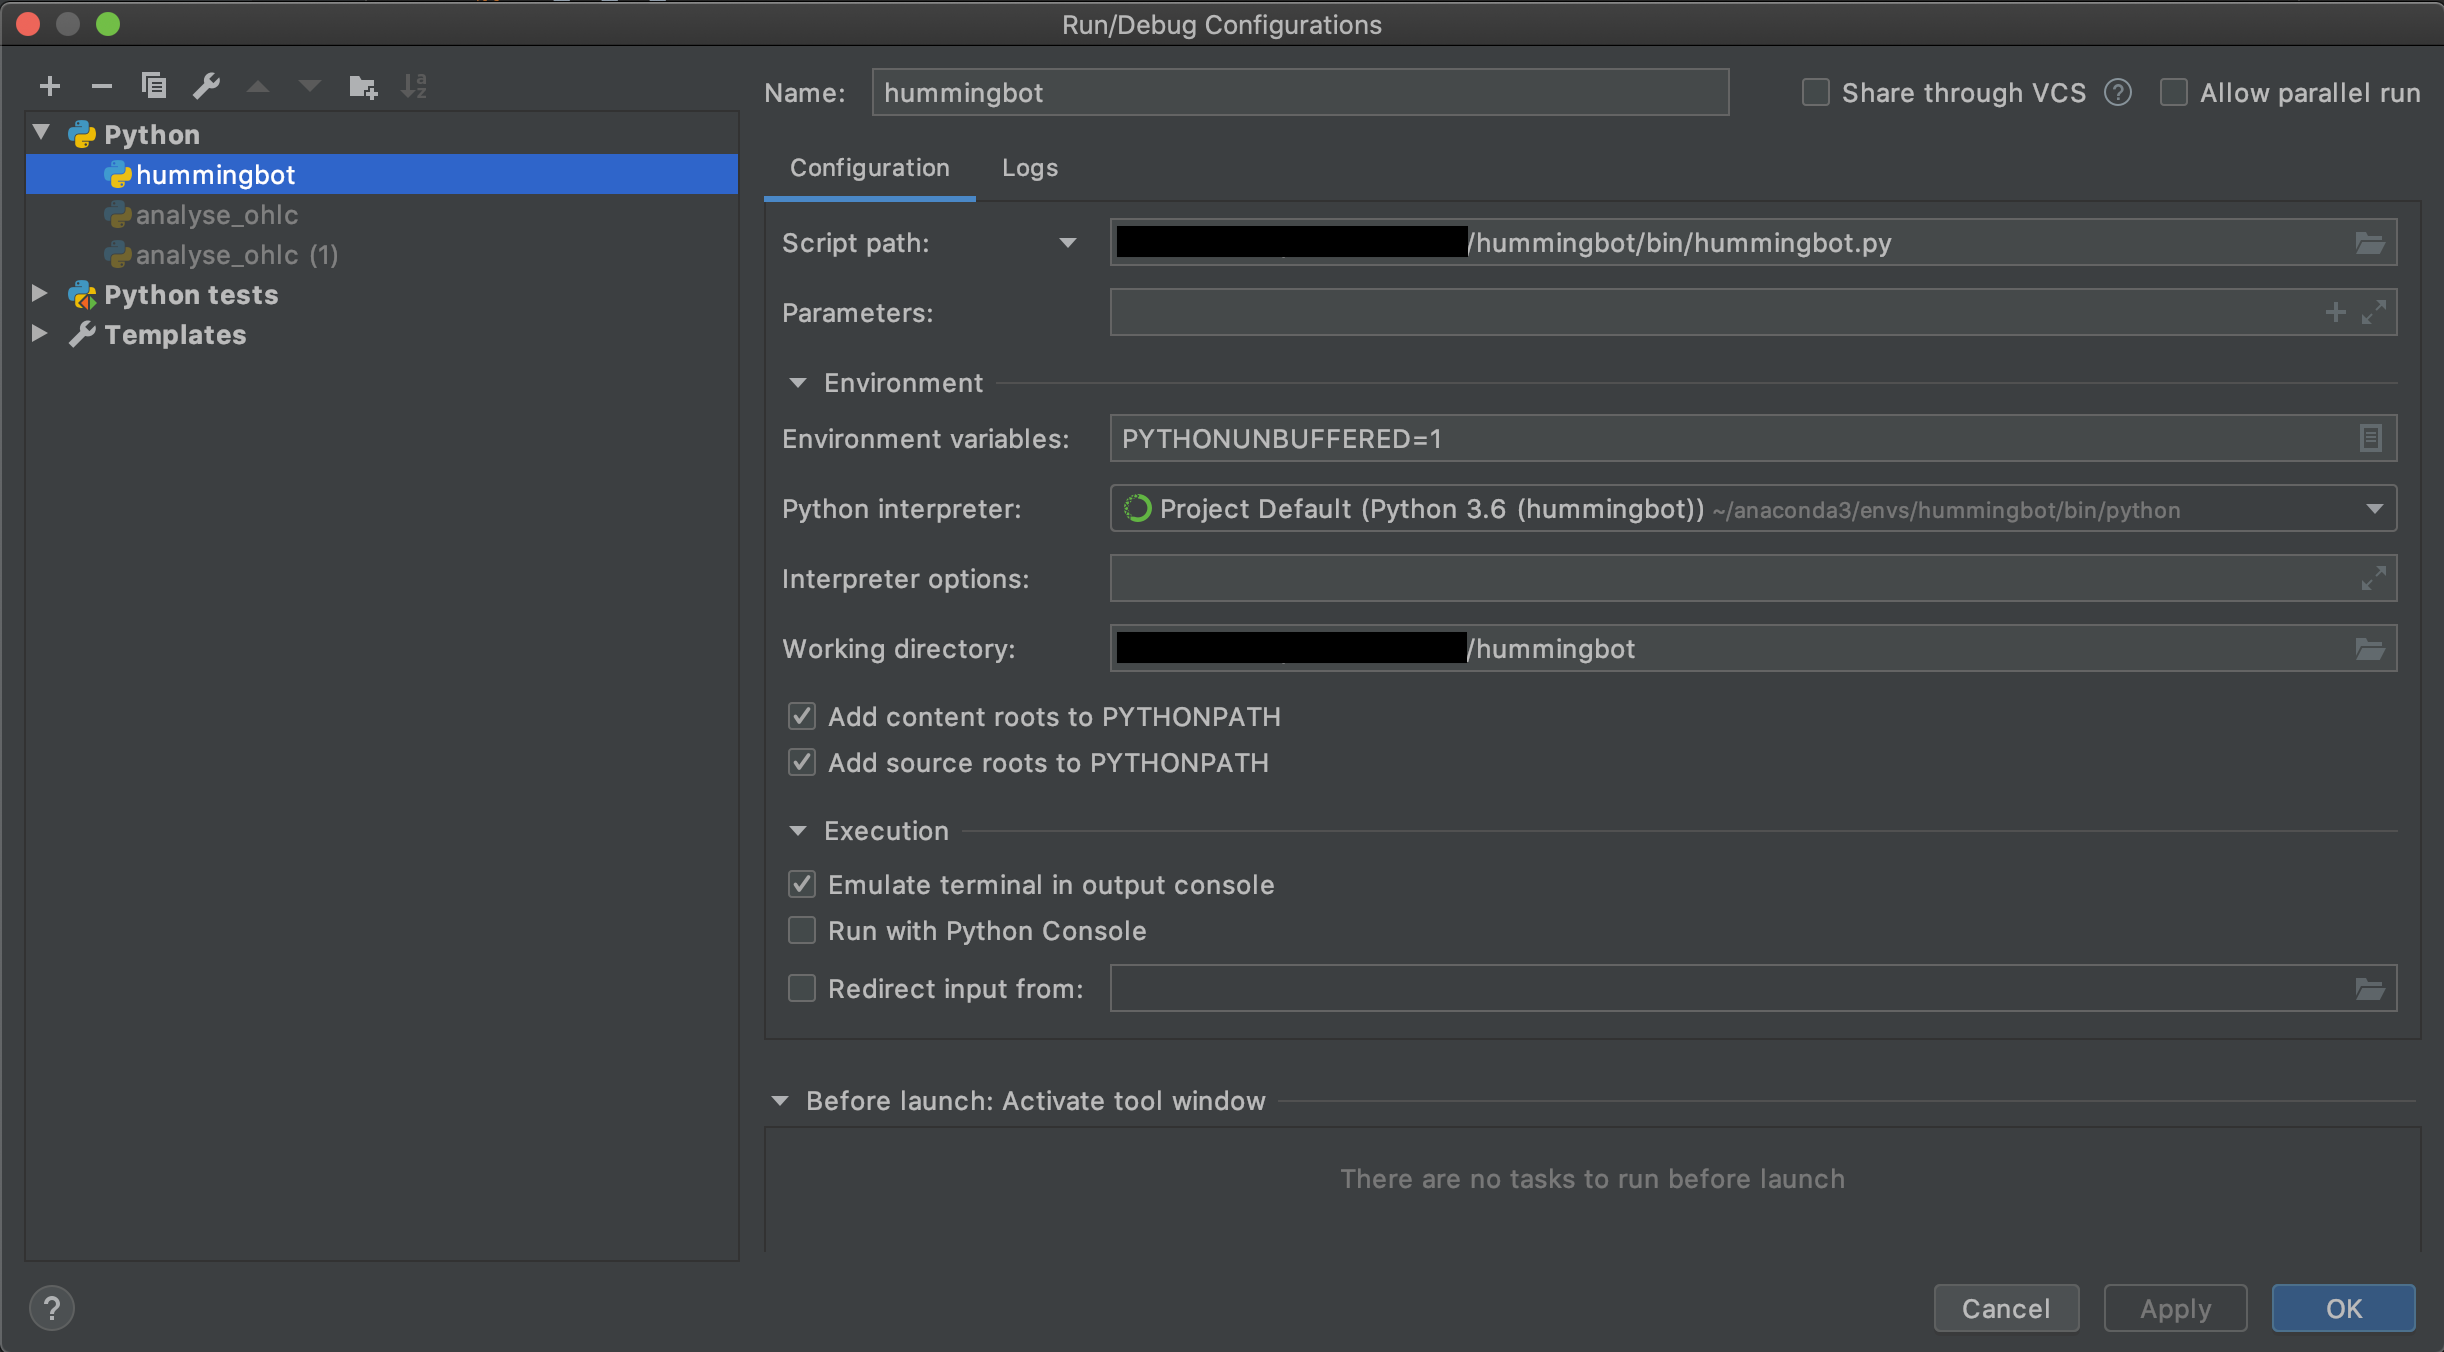 Run/Debug Configurations
Python
hummingbot
analyse_ohlc
analyse_ohlc (1)
Python tests
Templates
Name: hummingbot
Share through VCS ?
Allow parallel run
Configuration Logs
Script path: /hummingbot/bin/hummingbot.py
Parameters:
Environment
Environment variables: PYTHONUNBUFFERED=1
Python interpreter: Project Default (Python 3.6 (hummingbot)) ~/anaconda3/envs/hummingbot/bin/python
Interpreter options:
Working directory: /hummingbot
Add content roots to PYTHONPATH
Add source roots to PYTHONPATH
Execution
Emulate terminal in output console
Run with Python Console
Redirect input from:
Before launch: Activate tool window
There are no tasks to run before launch
? Cancel Apply OK